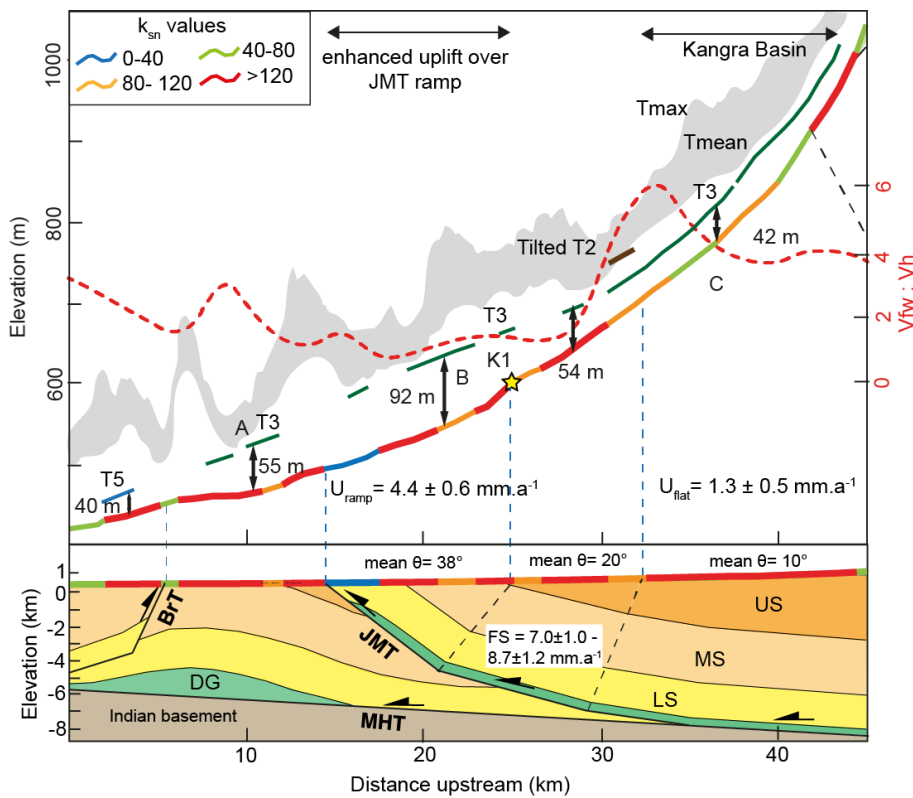 k_sn values
0-40
40-80
80- 120
>120
enhanced uplift over
JMT ramp
Kangra Basin
Tmax
Tmean
T3
Tilted T2
T3
K1
B
92 m
54 m
42 m
C
A
T3
55 m
T5
40 m
U_ramp= 4.4 ± 0.6 mm.a⁻¹
U_flat= 1.3 ± 0.5 mm.a⁻¹
Elevation (m)
1000
800
600
Vfw : Vh
6
4
2
0
mean θ= 38°
mean θ= 20°
mean θ= 10°
Elevation (km)
1
0
-2
-4
-6
-8
BrT
JMT
DG
MHT
Indian basement
FS = 7.0±1.0 -
8.7±1.2 mm.a⁻¹
US
MS
LS
10
20
30
40
Distance upstream (km)